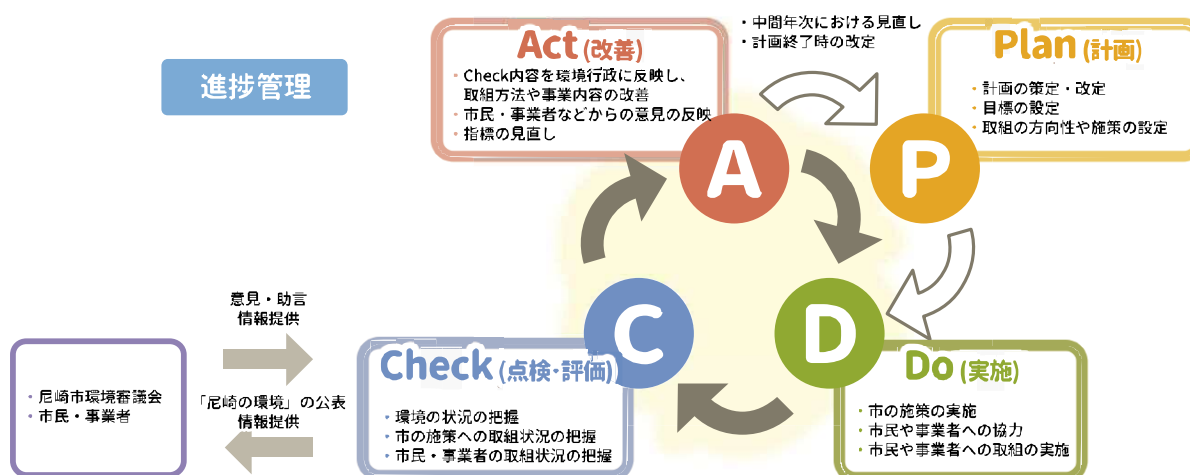 進捗管理
Act (改善)
・Check内容を環境行政に反映し、
取組方法や事業内容の改善
・市民・事業者などからの意見の反映
・指標の見直し
・中間年次における見直し
・計画終了時の改定
Plan (計画)
・計画の策定・改定
・目標の設定
・取組の方向性や施策の設定
A
P
C
D
Do (実施)
・市の施策の実施
・市民や事業者への協力
・市民や事業者への取組の実施
Check (点検・評価)
・環境の状況の把握
・市の施策への取組状況の把握
・市民・事業者の取組状況の把握
意見・助言
情報提供
「尼崎の環境」の公表
情報提供
・尼崎市環境審議会
・市民・事業者